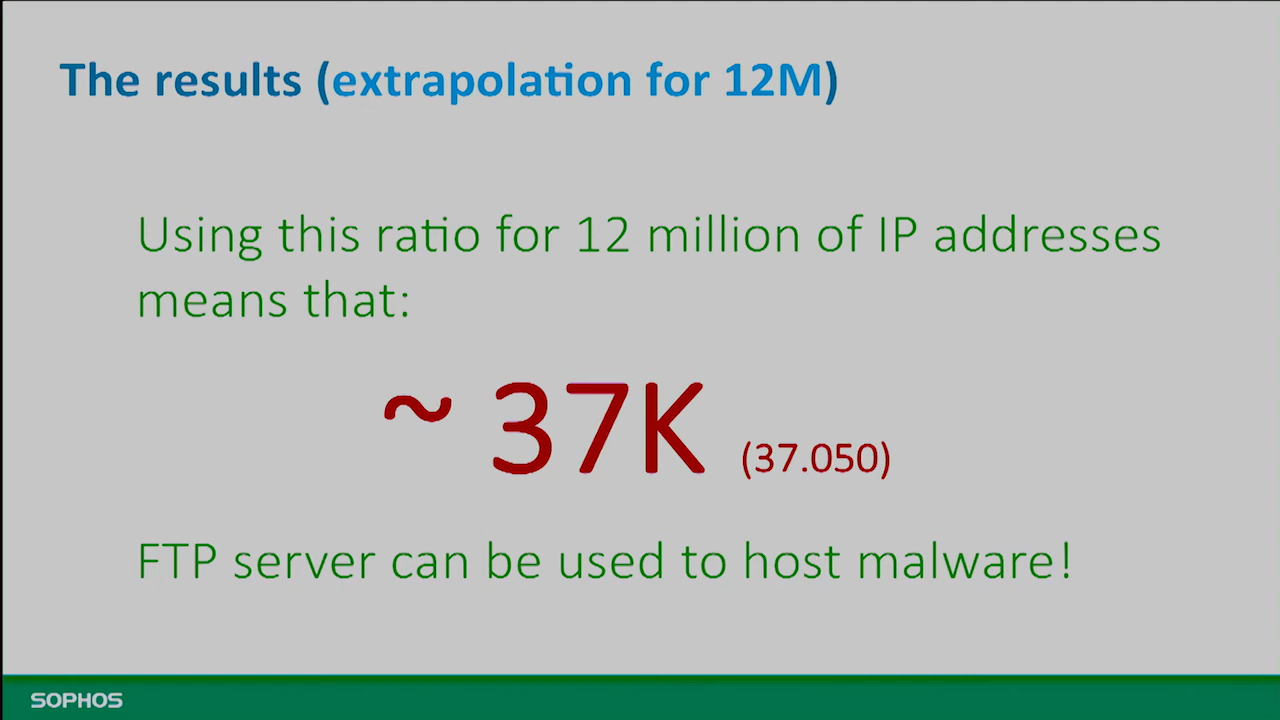 The results (extrapolation for 12M)
Using this ratio for 12 million of IP addresses
means that:
~ 37K (37.050)
FTP server can be used to host malware!
SOPHOS